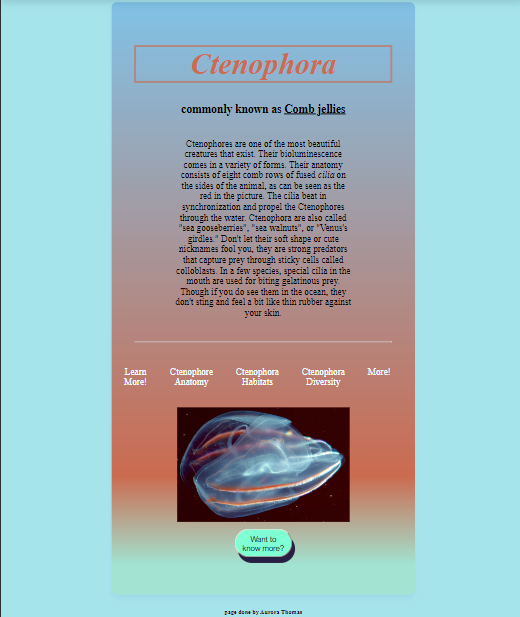 Ctenophora
commonly known as Comb jellies
Ctenophores are one of the most beautiful
creatures that exist. Their bioluminescence
comes in a variety of forms. Their anatomy
consists of eight comb rows of fused cilia on
the sides of the animal, as can be seen as the
red in the picture. The cilia beat in
synchronization and propel the Ctenophores
through the water. Ctenophora are also called
"sea gooseberries", "sea walnuts", or "Venus's
girdles." Don't let their soft shape or cute
nicknames fool you, they are strong predators
that capture prey through sticky cells called
colloblasts. In a few species, special cilia in the
mouth are used for biting gelatinous prey.
Though if you do see them in the ocean, they
don't sting and feel a bit like thin rubber against
your skin.
Learn Ctenophore Ctenophora Ctenophora More!
More! Anatomy Habitats Diversity
Want to
know more?
page done by Aurora Thomas